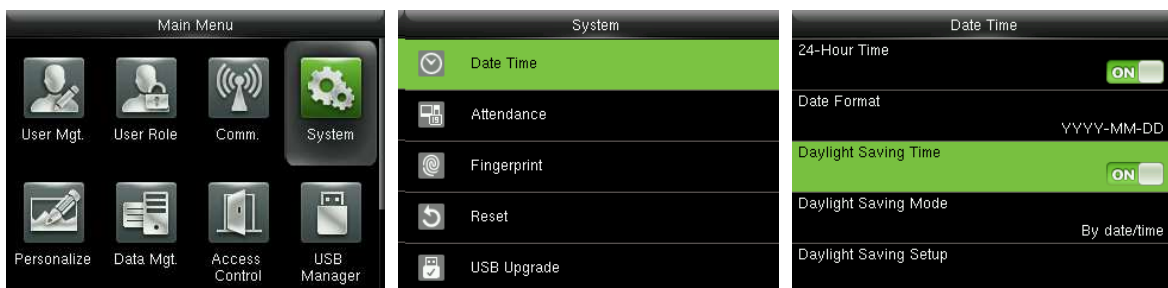 Main Menu
User Mgt.
User Role
Comm.
System
Personalize
Data Mgt.
Access
Control
USB
Manager
System
Date Time
Attendance
Fingerprint
Reset
USB Upgrade
Date Time
24-Hour Time
ON
Date Format
YYYY-MM-DD
Daylight Saving Time
ON
Daylight Saving Mode
By date/time
Daylight Saving Setup